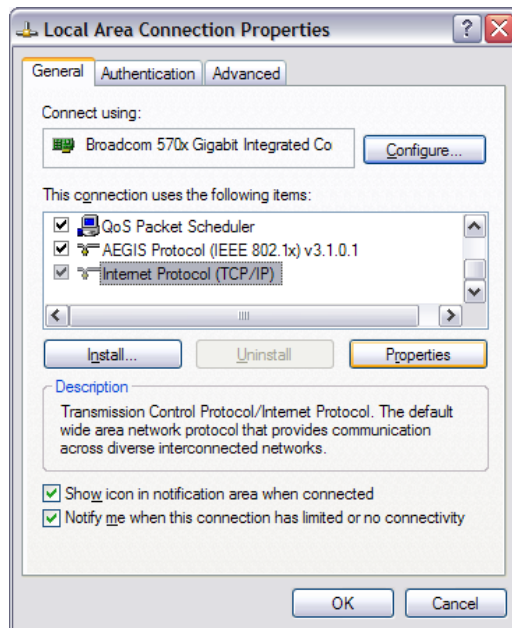 Local Area Connection Properties
General Authentication Advanced
Connect using:
Broadcom 570x Gigabit Integrated Co
Configure...
This connection uses the following items:
QoS Packet Scheduler
AEGIS Protocol (IEEE 802.1x) v3.1.0.1
Internet Protocol (TCP/IP)
Install... Uninstall Properties
Description
Transmission Control Protocol/Internet Protocol. The default
wide area network protocol that provides communication
across diverse interconnected networks.
Show icon in notification area when connected
Notify me when this connection has limited or no connectivity
OK Cancel